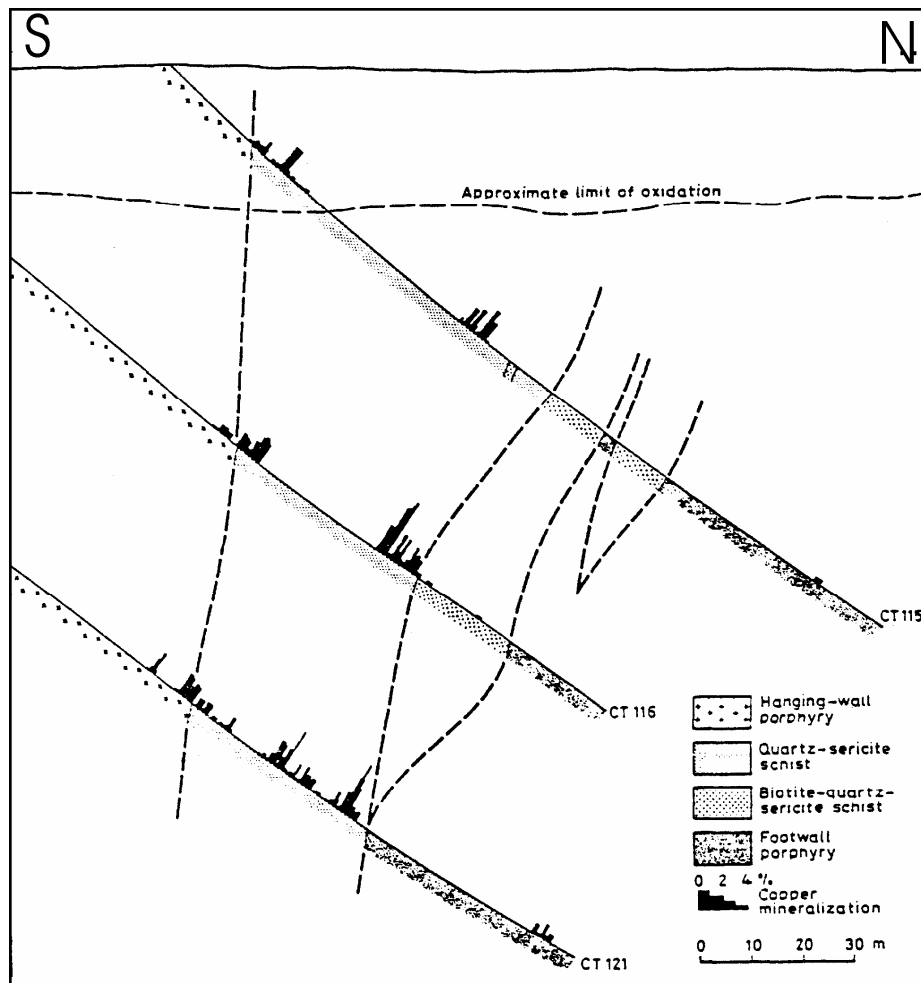 S
N
Approximate limit of oxidation
CT 115
CT 116
CT 121
Hanging-wall
porphyry
Quartz-sericite
schist
Biotite-quartz-
sericite schist
Footwall
porphyry
0 2 4 %
Copper
mineralization
0 10 20 30 m